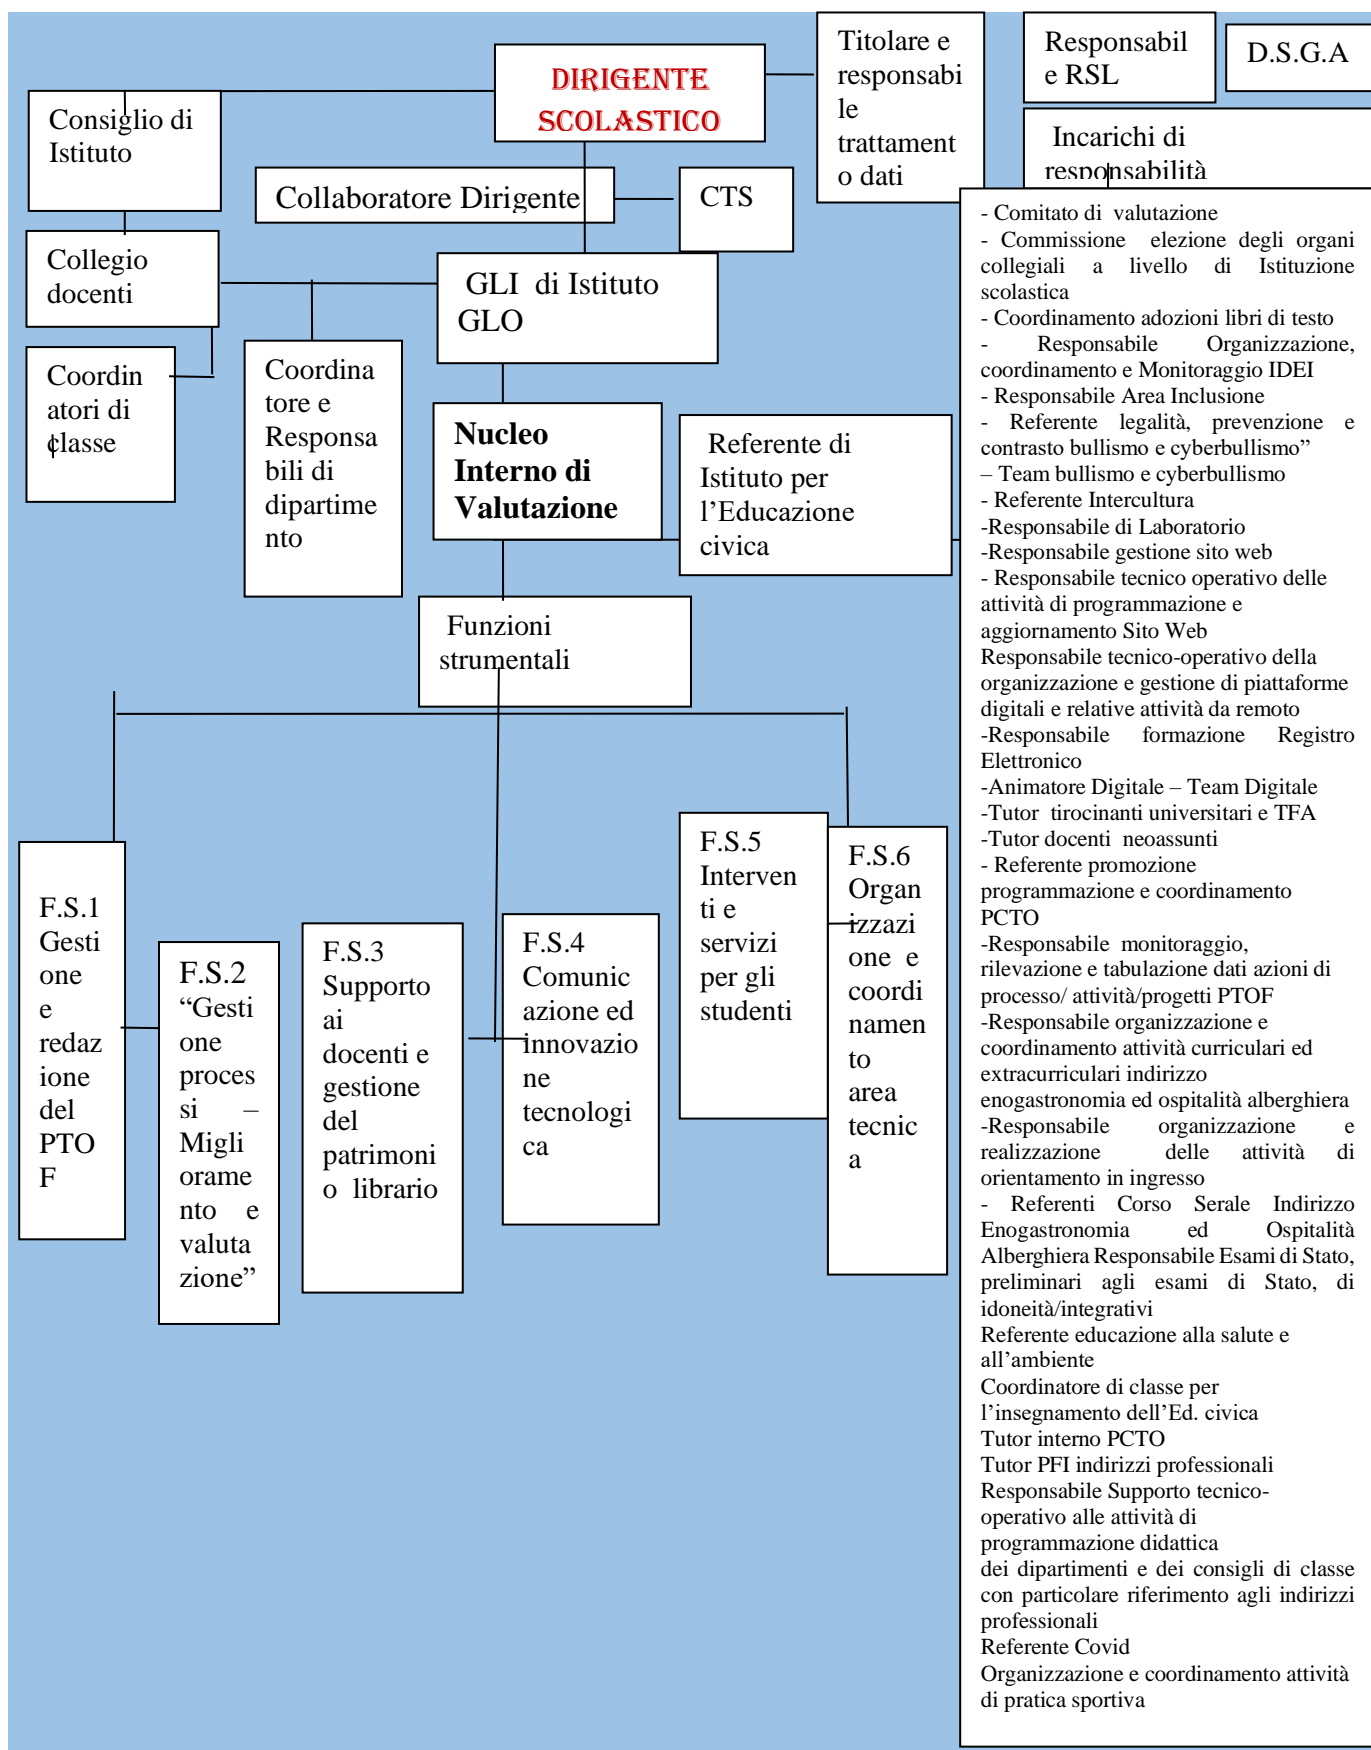 DIRIGENTE
SCOLASTICO
Titolare e
responsabi
le
trattament
o dati
Responsabil
e RSL
D.S.G.A
Incarichi di
responsabilità
Consiglio di
Istituto
Collaboratore Dirigente
CTS
Collegio
docenti
GLI di Istituto
GLO
Coordin
atori di
classe
Coordina
tore e
Responsa
bili di
dipartime
nto
Nucleo
Interno di
Valutazione
Referente di
Istituto per
l’Educazione
civica
Funzioni
strumentali
F.S.1
Gesti
one
e
redaz
ione
del
PTO
F
F.S.2
“Gesti
one
proces
si –
Migli
orame
nto e
valuta
zione”
F.S.3
Supporto
ai
docenti e
gestione
del
patrimoni
o librario
F.S.4
Comunic
azione ed
innovazio
ne
tecnologi
ca
F.S.5
Interven
ti e
servizi
per gli
studenti
F.S.6
Organ
izzazi
one e
coordi
namen
to
area
tecnic
a
- Comitato di valutazione
- Commissione elezione degli organi
collegiali a livello di Istituzione
scolastica
- Coordinamento adozioni libri di testo
- Responsabile Organizzazione,
coordinamento e Monitoraggio IDEI
- Responsabile Area Inclusione
- Referente legalità, prevenzione e
contrasto bullismo e cyberbullismo”
– Team bullismo e cyberbullismo
- Referente Intercultura
-Responsabile di Laboratorio
-Responsabile gestione sito web
- Responsabile tecnico operativo delle
attività di programmazione e
aggiornamento Sito Web
Responsabile tecnico-operativo della
organizzazione e gestione di piattaforme
digitali e relative attività da remoto
-Responsabile formazione Registro
Elettronico
-Animatore Digitale – Team Digitale
-Tutor tirocinanti universitari e TFA
-Tutor docenti neoassunti
- Referente promozione
programmazione e coordinamento
PCTO
-Responsabile monitoraggio,
rilevazione e tabulazione dati azioni di
processo/ attività/progetti PTOF
-Responsabile organizzazione e
coordinamento attività curriculari ed
extracurriculari indirizzo
enogastronomia ed ospitalità alberghiera
-Responsabile organizzazione e
realizzazione delle attività di
orientamento in ingresso
- Referenti Corso Serale Indirizzo
Enogastronomia ed Ospitalità
Alberghiera Responsabile Esami di Stato,
preliminari agli esami di Stato, di
idoneità/integrativi
Referente educazione alla salute e
all’ambiente
Coordinatore di classe per
l’insegnamento dell’Ed. civica
Tutor interno PCTO
Tutor PFI indirizzi professionali
Responsabile Supporto tecnico-
operativo alle attività di
programmazione didattica
dei dipartimenti e dei consigli di classe
con particolare riferimento agli indirizzi
professionali
Referente Covid
Organizzazione e coordinamento attività
di pratica sportiva